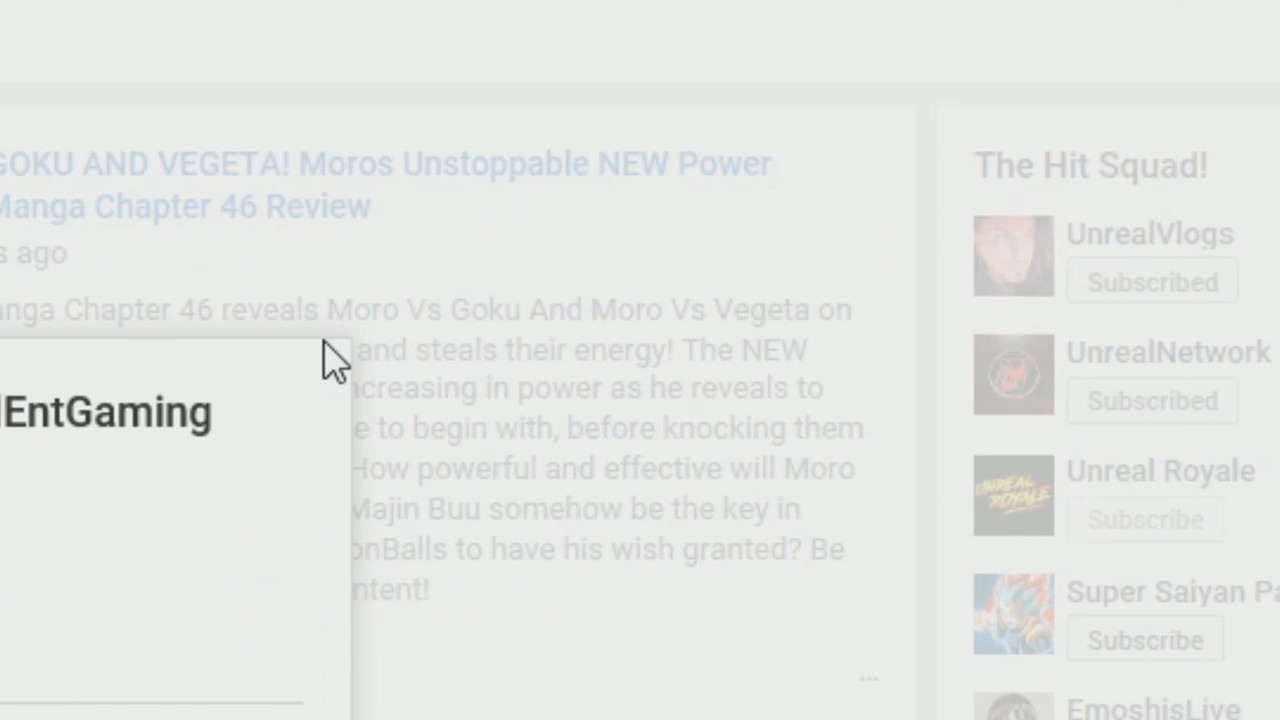 GOKU AND VEGETA! Moros Unstoppable NEW Power
Manga Chapter 46 Review
s ago
anga Chapter 46 reveals Moro Vs Goku And Moro Vs Vegeta on
and steals their energy! The NEW
ncreasing in power as he reveals to
e to begin with, before knocking them
How powerful and effective will Moro
Majin Buu somehow be the key in
onBalls to have his wish granted? Be
ntent!
...
lEntGaming
The Hit Squad!
UnrealVlogs
Subscribed
UnrealNetwork
Subscribed
UNREAL
ROYALE
Unreal Royale
Subscribe
Super Saiyan Pa
Subscribe
EmoshisLive